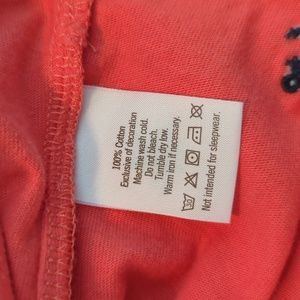 100% Cotton
Exclusive of decoration
Machine wash cold.
Do not bleach.
Tumble dry low.
Warm iron if necessary.
Not intended for sleepwear.